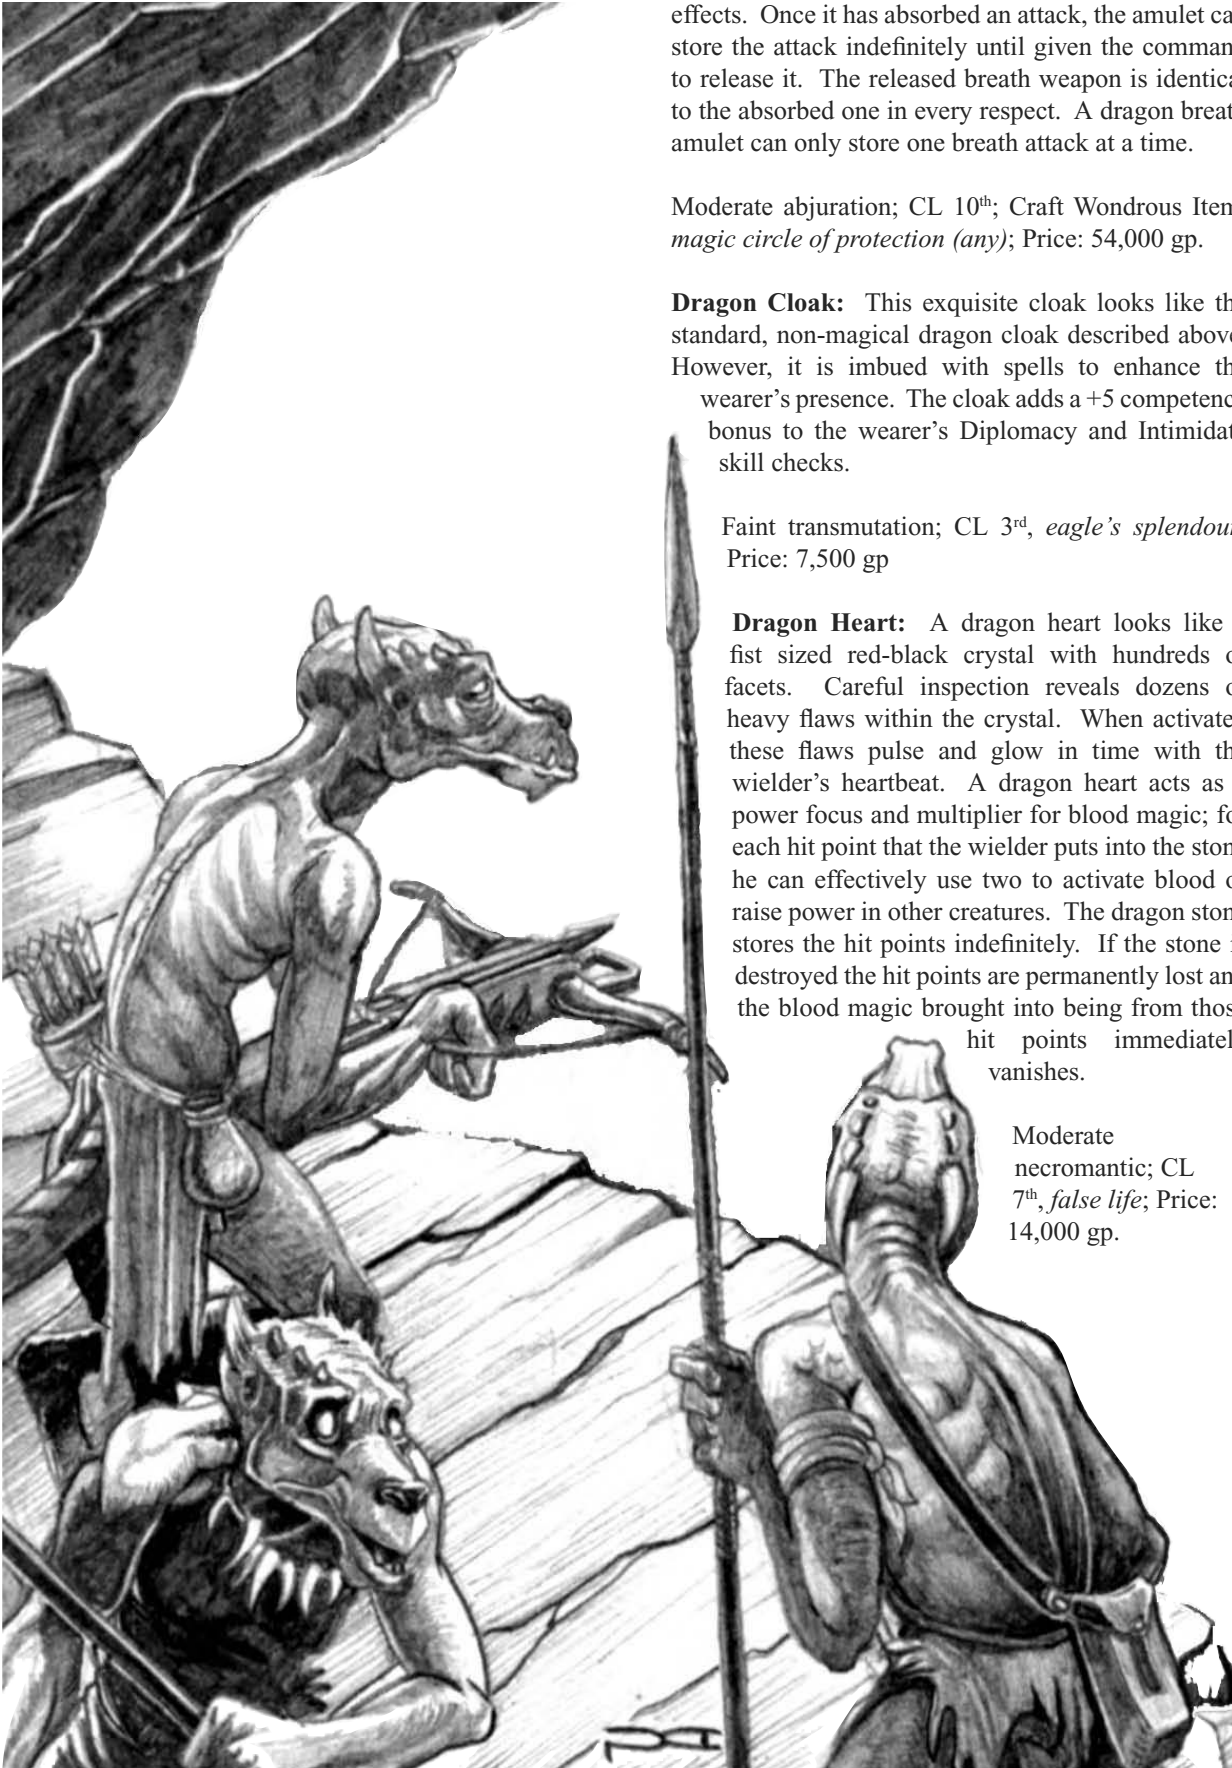 effects. Once it has absorbed an attack, the amulet ca
store the attack indefinitely until given the comman
to release it. The released breath weapon is identica
to the absorbed one in every respect. A dragon breat
amulet can only store one breath attack at a time.
Moderate abjuration; CL 10th; Craft Wondrous Item
magic circle of protection (any); Price: 54,000 gp.
Dragon Cloak: This exquisite cloak looks like th
standard, non-magical dragon cloak described above
However, it is imbued with spells to enhance th
wearer's presence. The cloak adds a +5 competenc
bonus to the wearer's Diplomacy and Intimidat
skill checks.
Faint transmutation; CL 3rd, eagle's splendour
Price: 7,500 gp
Dragon Heart: A dragon heart looks like
fist sized red-black crystal with hundreds o
facets. Careful inspection reveals dozens o
heavy flaws within the crystal. When activate
these flaws pulse and glow in time with th
wielder's heartbeat. A dragon heart acts as
power focus and multiplier for blood magic; fo
each hit point that the wielder puts into the ston
he can effectively use two to activate blood o
raise power in other creatures. The dragon ston
stores the hit points indefinitely. If the stone i
destroyed the hit points are permanently lost an
the blood magic brought into being from thos
hit points immediatel
vanishes.
Moderate
necromantic; CL
7th, false life; Price:
14,000 gp.